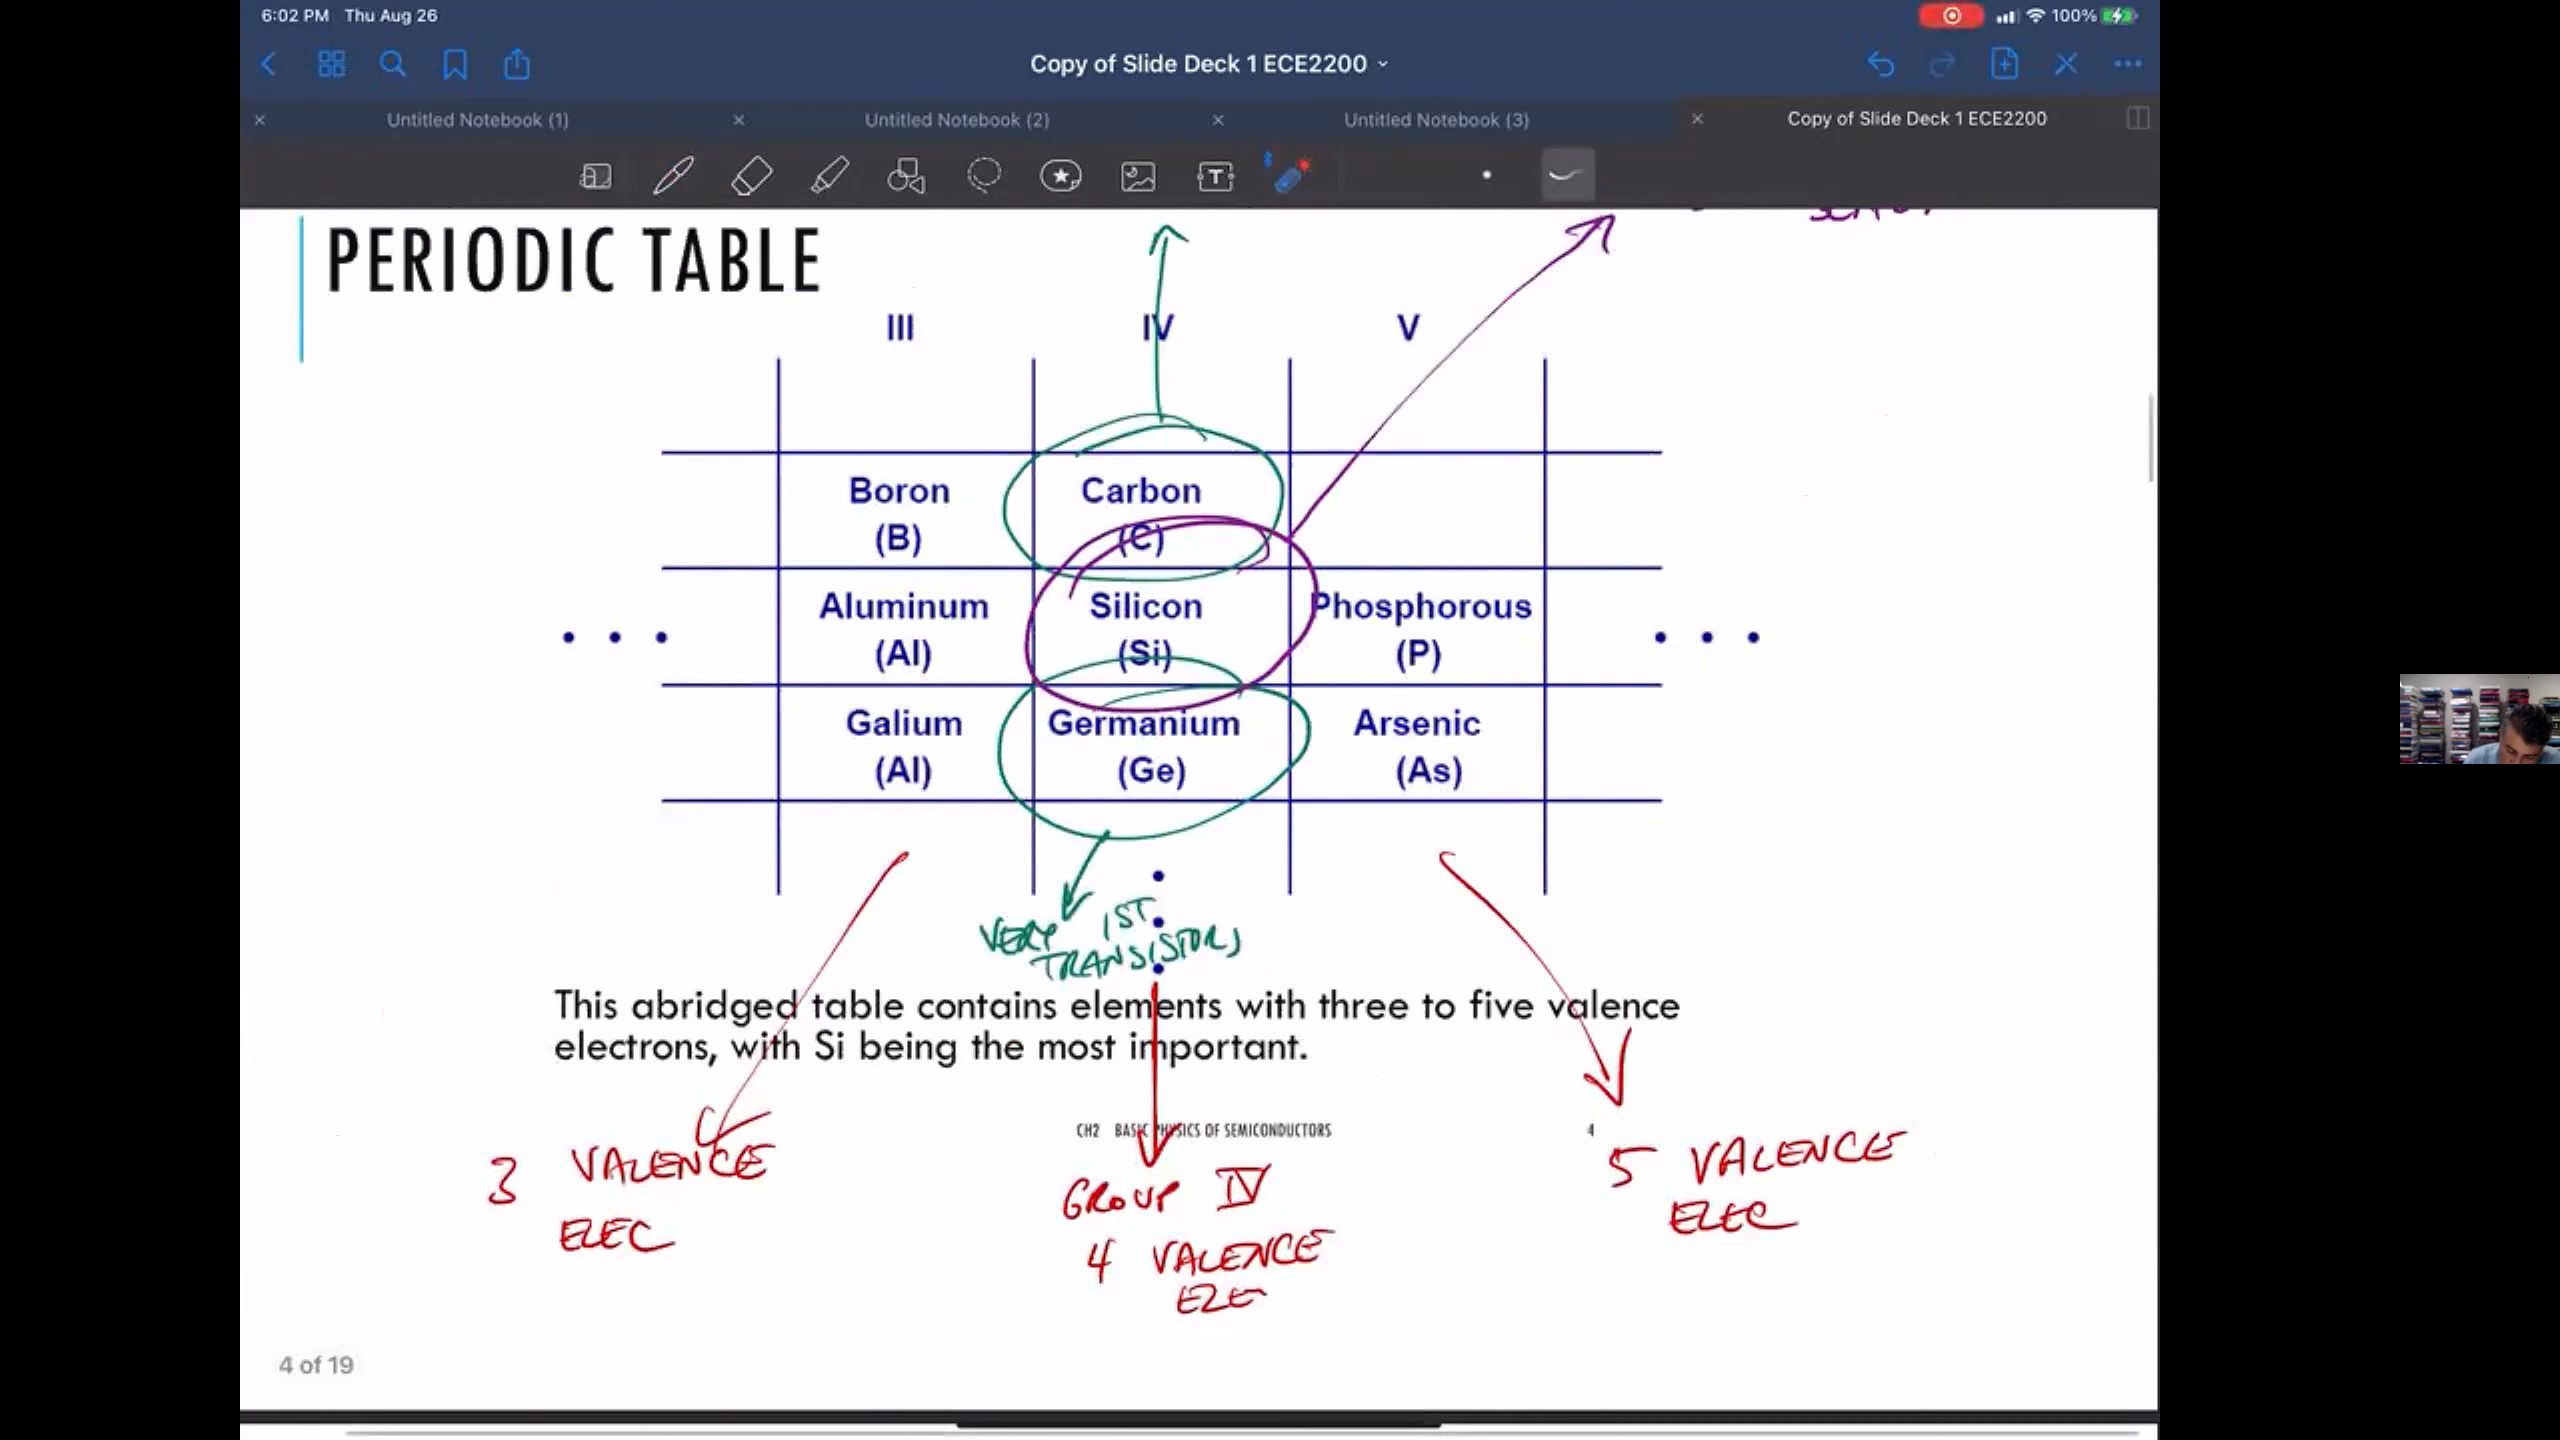 6:02 PM Thu Aug 26
100%
Copy of Slide Deck 1 ECE2200
Untitled Notebook (1)
Untitled Notebook (2)
Untitled Notebook (3)
Copy of Slide Deck 1 ECE2200
PERIODIC TABLE
III IV V
Boron Carbon
(B) (C)
Aluminum Silicon Phosphorous
(Al) (Si) (P)
Galium Germanium Arsenic
(Al) (Ge) (As)
VERY 1ST
TRANSISTORS
This abridged table contains elements with three to five valence
electrons, with Si being the most important.
CH2 BASIC PHYSICS OF SEMICONDUCTORS 4
3 VALENCE
ELEC
GROUP IV
4 VALENCE
ELE
5 VALENCE
ELEC
4 of 19